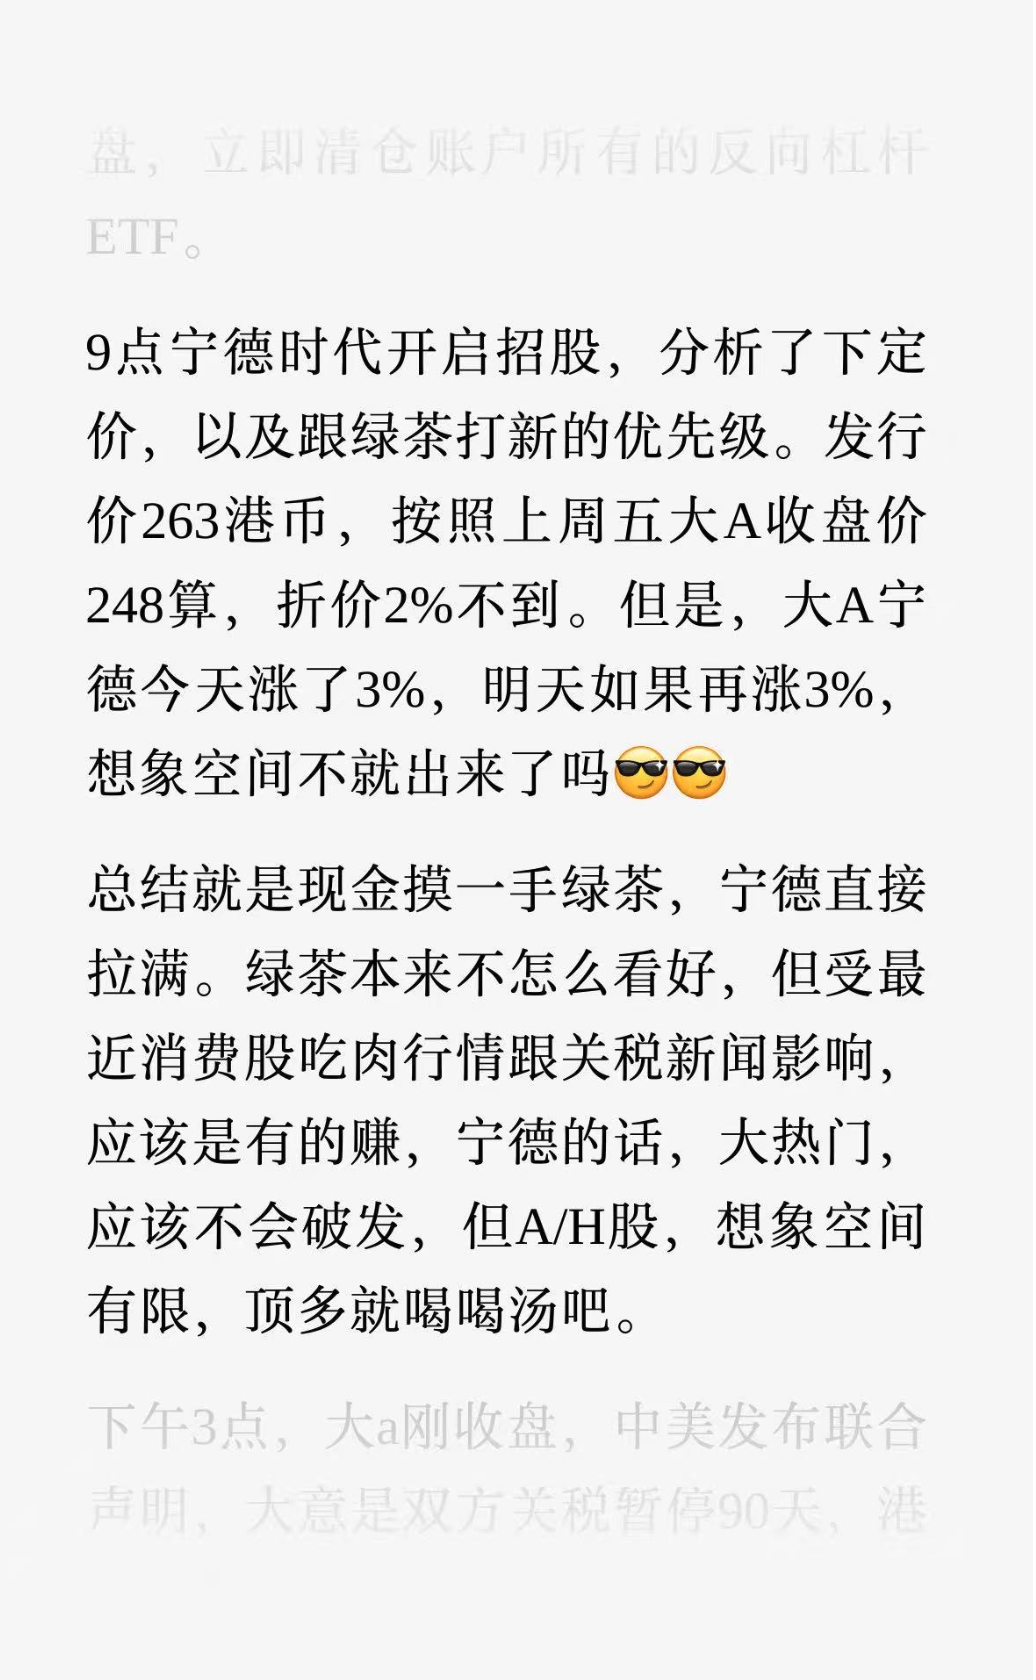 盘，立即清仓账户所有的反向杠杆
ETF。
9点宁德时代开启招股，分析了下定
价，以及跟绿茶打新的优先级。发行
价263港币，按照上周五大A收盘价
248算，折价2%不到。但是，大A宁
德今天涨了3%，明天如果再涨3%，
想象空间不就出来了吗😎😎
总结就是现金摸一手绿茶，宁德直接
拉满。绿茶本来不怎么看好，但受最
近消费股吃肉行情跟关税新闻影响，
应该是有的赚，宁德的话，大热门，
应该不会破发，但A/H股，想象空间
有限，顶多就喝喝汤吧。
下午3点，大a刚收盘，中美发布联合
声明，大意是双方关税暂停90天，港